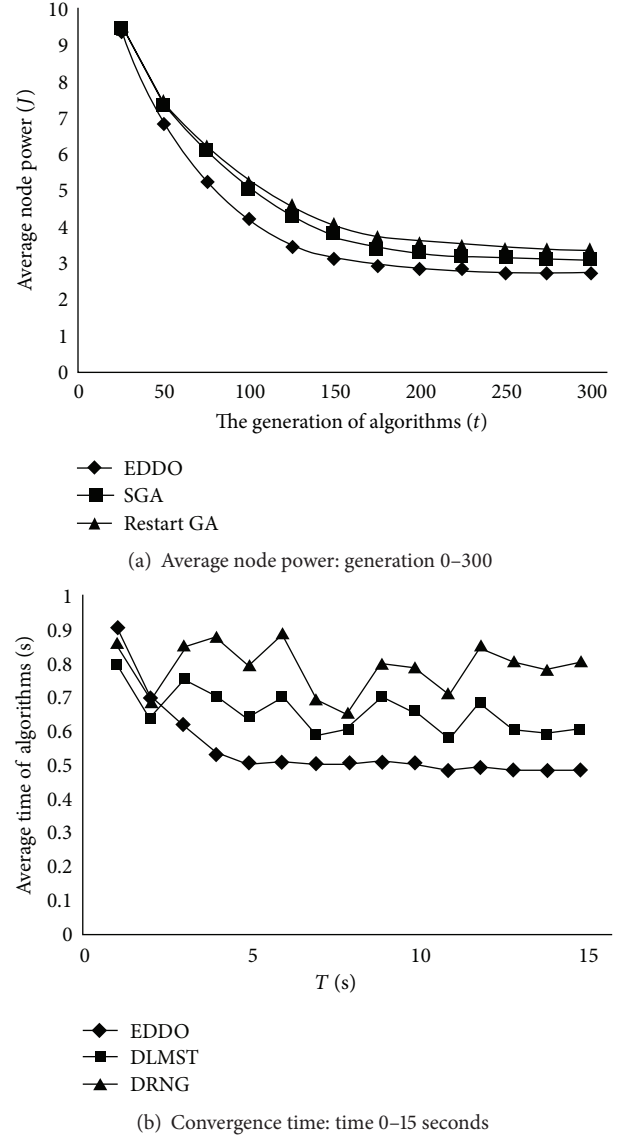 10
9
8
7
6
5
4
3
2
1
0
Average node power (J)
0 50 100 150 200 250 300
The generation of algorithms (t)
EDDO
SGA
Restart GA
(a) Average node power: generation 0–300
1
0.9
0.8
0.7
0.6
0.5
0.4
0.3
0.2
0.1
0
Average time of algorithms (s)
0 5 10 15
T (s)
EDDO
DLMST
DRNG
(b) Convergence time: time 0–15 seconds